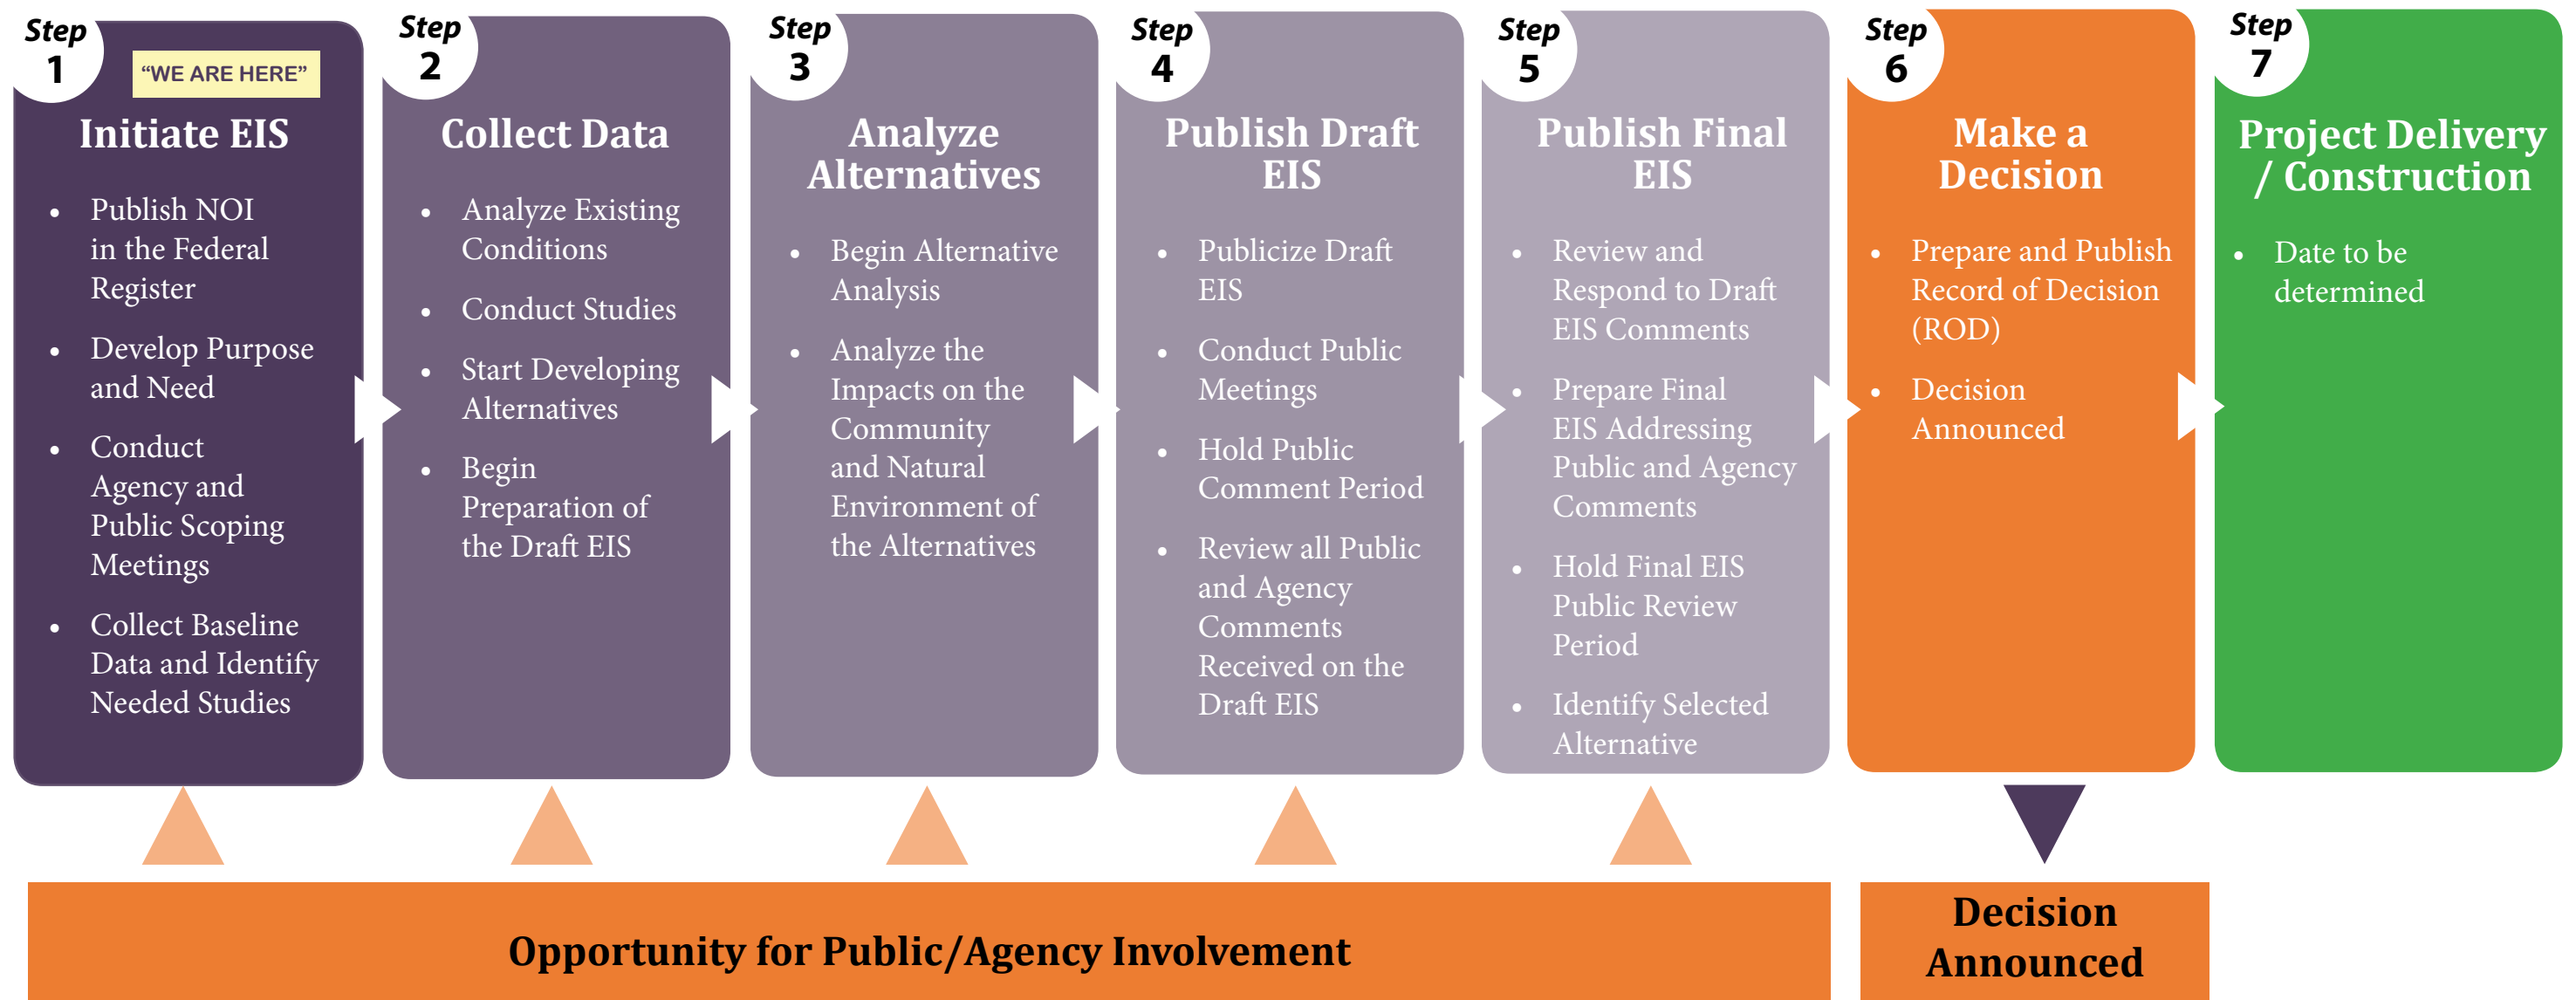 Step
1
“WE ARE HERE”
Initiate EIS
• Publish NOI
in the Federal
Register
• Develop Purpose
and Need
• Conduct
Agency and
Public Scoping
Meetings
• Collect Baseline
Data and Identify
Needed Studies
Step
2
Collect Data
• Analyze Existing
Conditions
• Conduct Studies
• Start Developing
Alternatives
• Begin
Preparation of
the Draft EIS
Step
3
Analyze
Alternatives
• Begin Alternative
Analysis
• Analyze the
Impacts on the
Community
and Natural
Environment of
the Alternatives
Step
4
Publish Draft
EIS
• Publicize Draft
EIS
• Conduct Public
Meetings
• Hold Public
Comment Period
• Review all Public
and Agency
Comments
Received on the
Draft EIS
Step
5
Publish Final
EIS
• Review and
Respond to Draft
EIS Comments
• Prepare Final
EIS Addressing
Public and Agency
Comments
• Hold Final EIS
Public Review
Period
• Identify Selected
Alternative
Step
6
Make a
Decision
• Prepare and Publish
Record of Decision
(ROD)
• Decision
Announced
Step
7
Project Delivery
/ Construction
• Date to be
determined
Opportunity for Public/Agency Involvement
Decision
Announced